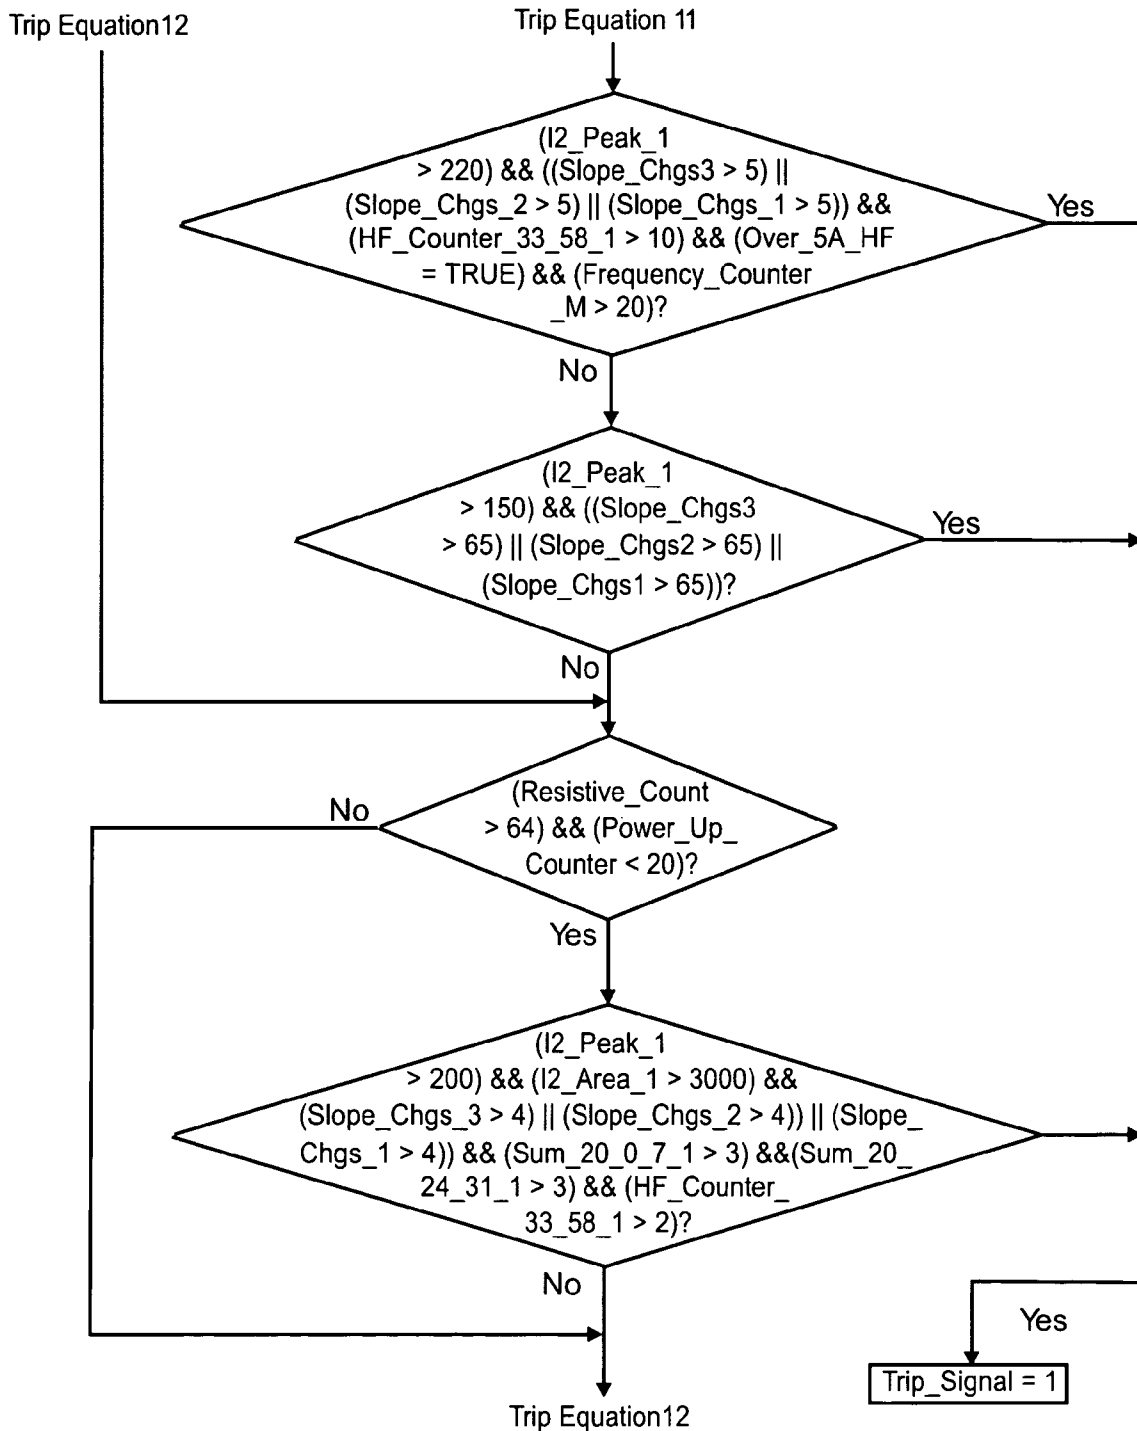 Trip Equation12
Trip Equation 11
(I2_Peak_1
> 220) && ((Slope_Chgs3 > 5) ||
(Slope_Chgs_2 > 5) || (Slope_Chgs_1 > 5)) &&
(HF_Counter_33_58_1 > 10) && (Over_5A_HF
= TRUE) && (Frequency_Counter
_M > 20)?
Yes
No
(I2_Peak_1
> 150) && ((Slope_Chgs3
> 65) || (Slope_Chgs2 > 65) ||
(Slope_Chgs1 > 65))?
Yes
No
(Resistive_Count
> 64) && (Power_Up_
Counter < 20)?
No
Yes
(I2_Peak_1
> 200) && (I2_Area_1 > 3000) &&
(Slope_Chgs_3 > 4) || (Slope_Chgs_2 > 4)) || (Slope_
Chgs_1 > 4)) && (Sum_20_0_7_1 > 3) &&(Sum_20_
24_31_1 > 3) && (HF_Counter_
33_58_1 > 2)?
No
Yes
Trip_Signal = 1
Trip Equation12